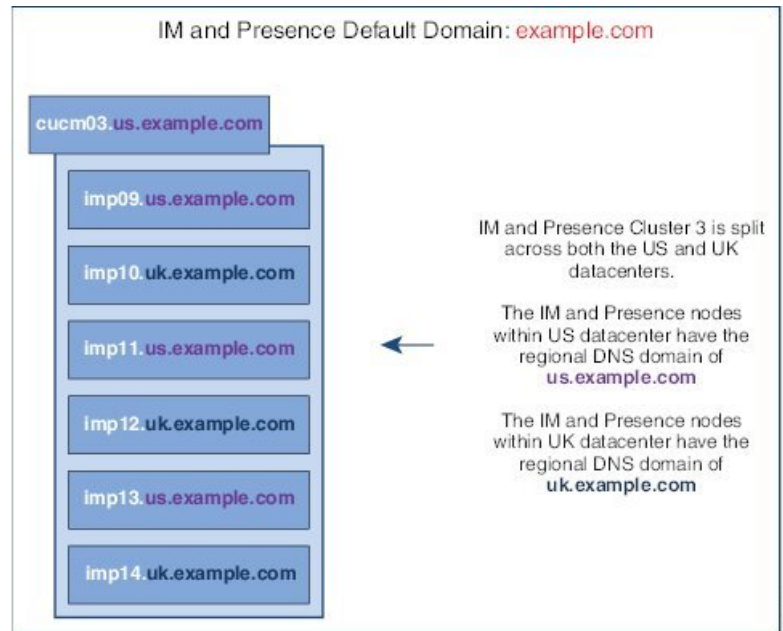 IM and Presence Default Domain: example.com
cucm03.us.example.com
imp09.us.example.com
imp10.uk.example.com
imp11.us.example.com
imp12.uk.example.com
imp13.us.example.com
imp14.uk.example.com
IM and Presence Cluster 3 is split
across both the US and UK
datacenters.
The IM and Presence nodes
within US datacenter have the
regional DNS domain of
us.example.com
The IM and Presence nodes
within UK datacenter have the
regional DNS domain of
uk.example.com